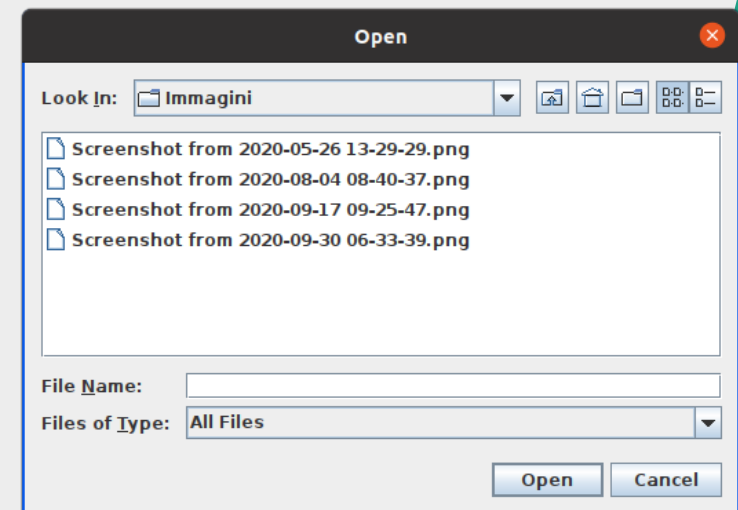 Open
Look In: Immagini
Screenshot from 2020-05-26 13-29-29.png
Screenshot from 2020-08-04 08-40-37.png
Screenshot from 2020-09-17 09-25-47.png
Screenshot from 2020-09-30 06-33-39.png
File Name:
Files of Type: All Files
Open Cancel